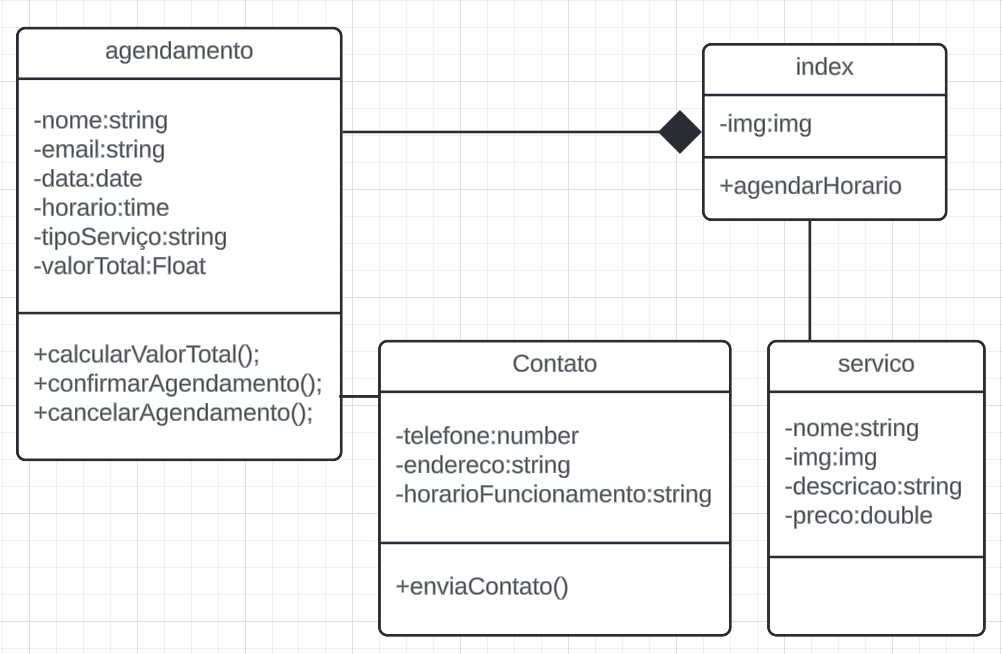 agendamento
-nome:string
-email:string
-data:date
-horario:time
-tipoServiço:string
-valorTotal:Float
+calcularValorTotal();
+confirmarAgendamento();
+cancelarAgendamento();
index
-img:img
+agendarHorario
Contato
-telefone:number
-endereco:string
-horarioFuncionamento:string
+enviaContato()
servico
-nome:string
-img:img
-descricao:string
-preco:double